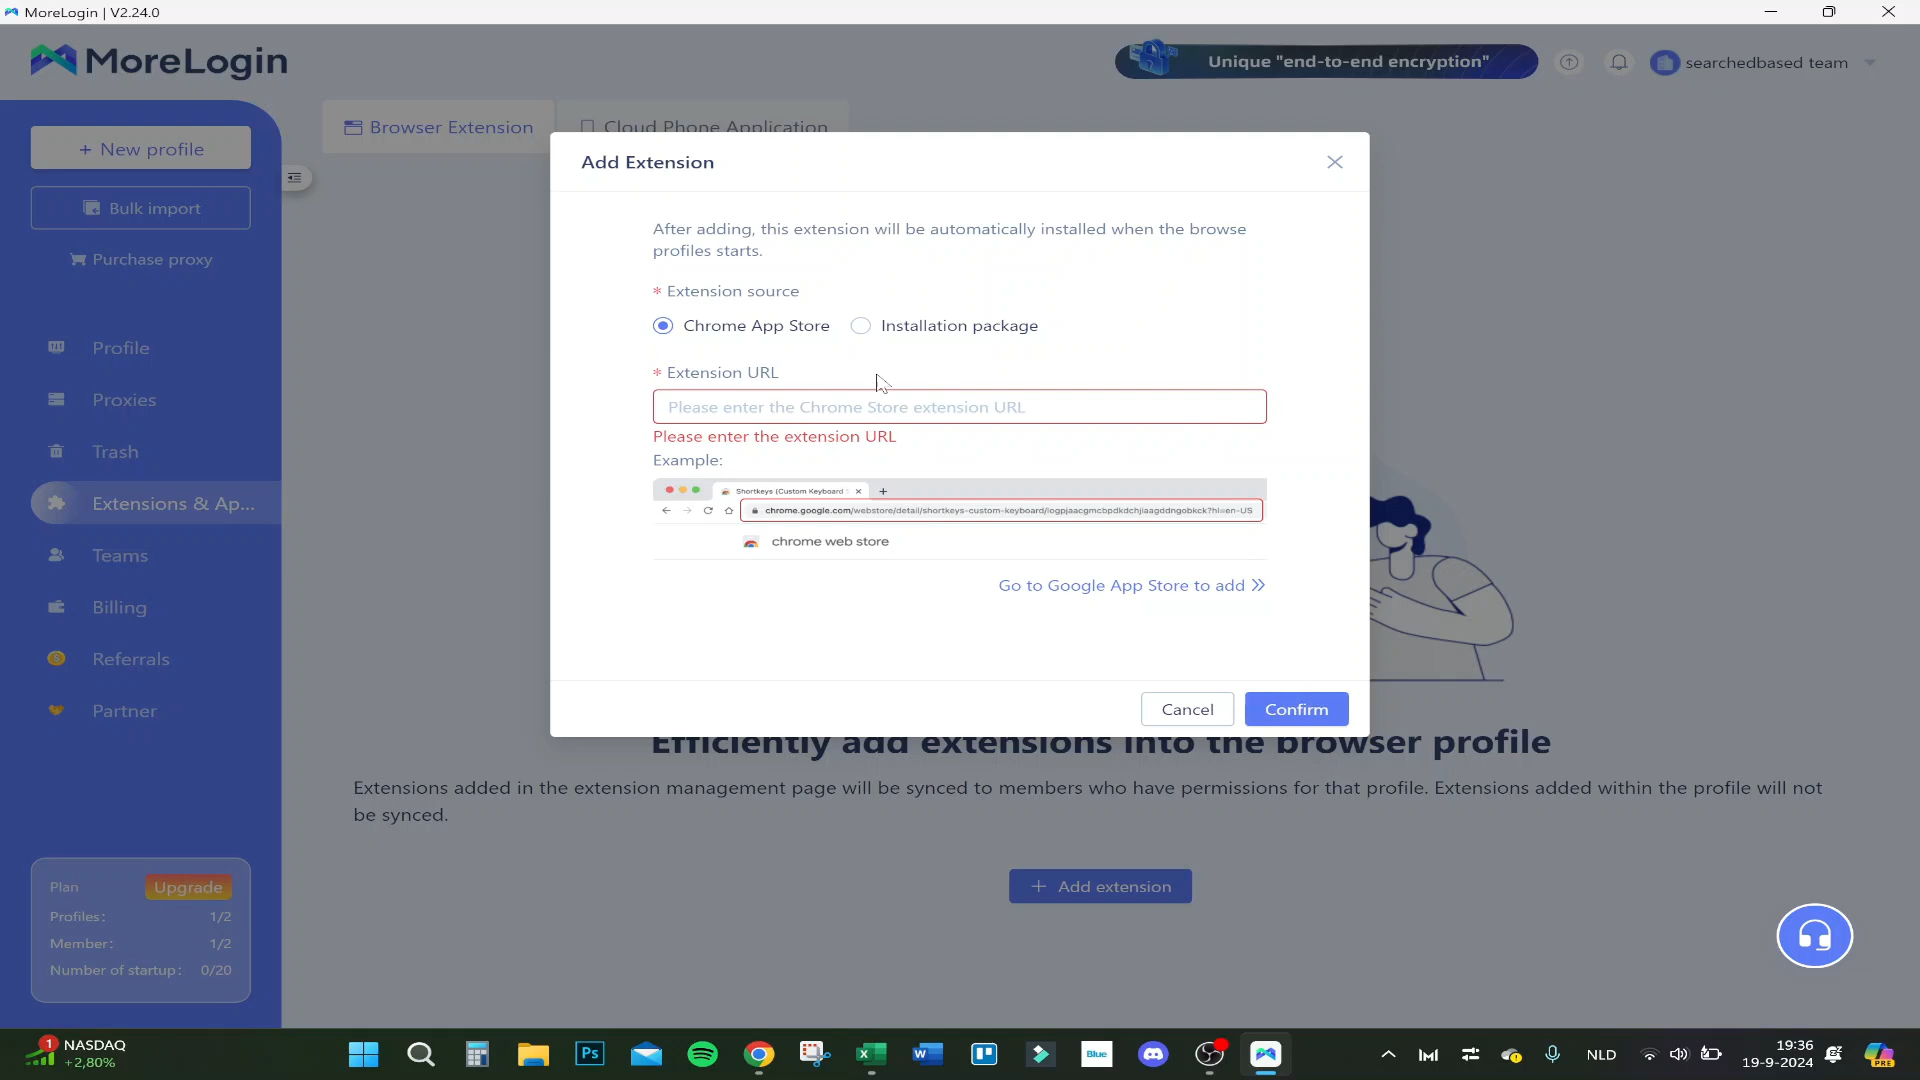 MoreLogin | V2.24.0
MoreLogin
Unique "end-to-end encryption"
searchedbased team
+ New profile
Bulk import
Purchase proxy
Profile
Proxies
Trash
Extensions & Ap...
Teams
Billing
Referrals
Partner
Plan
Upgrade
Profiles:
1/2
Member:
1/2
Number of startup:
0/20
Browser Extension
Cloud Phone Application
Add Extension
After adding, this extension will be automatically installed when the browse
profiles starts.
* Extension source
Chrome App Store
Installation package
* Extension URL
Please enter the Chrome Store extension URL
Please enter the extension URL
Example:
Shortkeys (Custom Keyboard
chrome.google.com/webstore/detail/shortkeys-custom-keyboard/logpjaacgmcbpdkdchjiaagddngobkck?hl=en-US
chrome web store
Go to Google App Store to add
Cancel
Confirm
Efficiently add extensions into the browser profile
Extensions added in the extension management page will be synced to members who have permissions for that profile. Extensions added within the profile will not
be synced.
+ Add extension
1
NASDAQ
+2,80%
Ps
Blue
NLD
19:36
19-9-2024
PRE